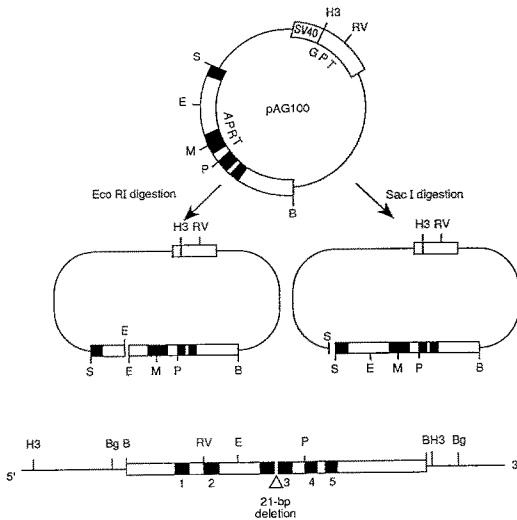 H3
SV40
RV
GPT
S
E
APRT
pAG100
M
P
B
Eco RI digestion
Sac I digestion
H3 RV
H3 RV
E
S
S E M P B
S E M P B
H3 Bg B RV E P BH3 Bg
5' 3'
1 2 3 4 5
21-bp
deletion